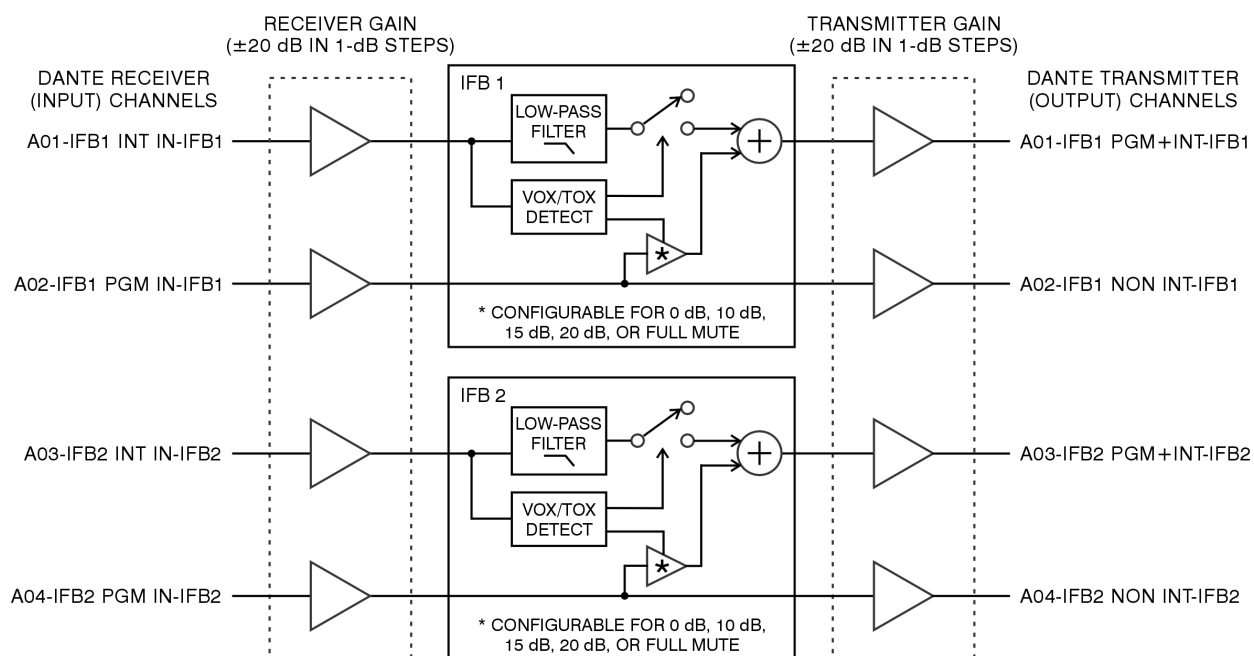 RECEIVER GAIN
(±20 dB IN 1-dB STEPS)
TRANSMITTER GAIN
(±20 dB IN 1-dB STEPS)
DANTE RECEIVER
(INPUT) CHANNELS
DANTE TRANSMITTER
(OUTPUT) CHANNELS
IFB 1
LOW-PASS
FILTER
A01-IFB1 INT IN-IFB1
+
A01-IFB1 PGM+INT-IFB1
VOX/TOX
DETECT
*
A02-IFB1 PGM IN-IFB1
A02-IFB1 NON INT-IFB1
* CONFIGURABLE FOR 0 dB, 10 dB,
15 dB, 20 dB, OR FULL MUTE
IFB 2
LOW-PASS
FILTER
A03-IFB2 INT IN-IFB2
+
A03-IFB2 PGM+INT-IFB2
VOX/TOX
DETECT
*
A04-IFB2 PGM IN-IFB2
A04-IFB2 NON INT-IFB2
* CONFIGURABLE FOR 0 dB, 10 dB,
15 dB, 20 dB, OR FULL MUTE